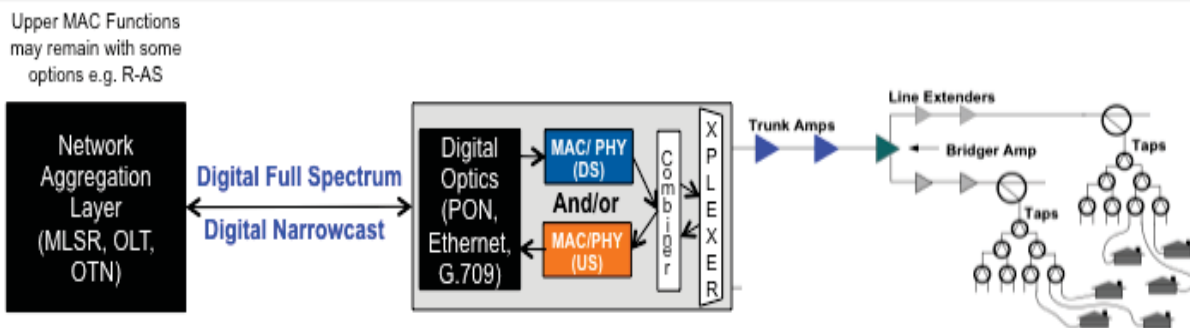 Upper MAC Functions
may remain with some
options e.g. R-AS
Network
Aggregation
Layer
(MLSR, OLT,
OTN)
Digital Full Spectrum
Digital Narrowcast
Digital
Optics
(PON,
Ethernet,
G.709)
MAC/ PHY
(DS)
And/or
MAC/PHY
(US)
Combiner
XPLEXER
Trunk Amps
Line Extenders
Bridger Amp
Taps
Taps